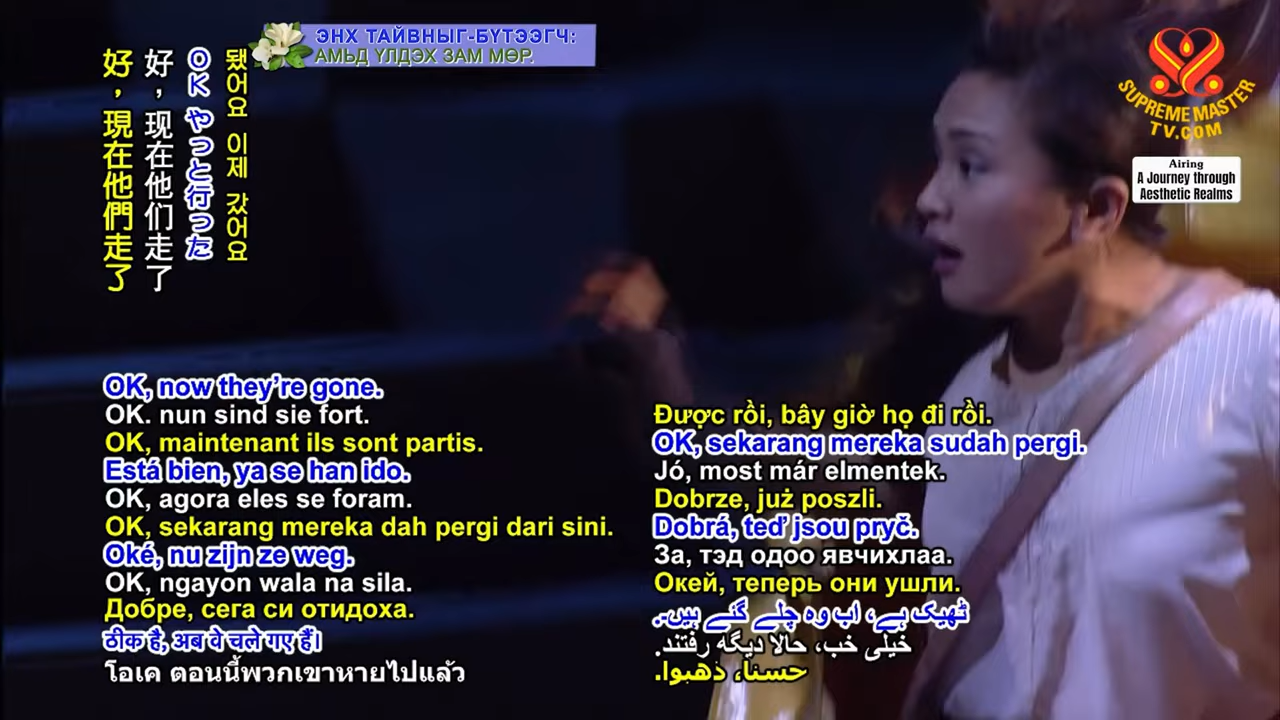 ЭНХ ТАЙВНЫГ-БҮТЭЭГЧ:
АМЬД ҮЛДЭХ ЗАМ МӨР.
SUPREME MASTER
TV.COM
Airing
A Journey through
Aesthetic Realms
됐어요 이제 갔어요
OK やっと行った
好，现在他们走了
好，現在他們走了
OK, now they're gone.
OK. nun sind sie fort.
OK, maintenant ils sont partis.
Está bien, ya se han ido.
OK, agora eles se foram.
OK, sekarang mereka dah pergi dari sini.
Oké, nu zijn ze weg.
OK, ngayon wala na sila.
Добре, сега си отидоха.
ठीक है, अब वे चले गए हैं।
โอเค ตอนนี้พวกเขาหายไปแล้ว
Được rồi, bây giờ họ đi rồi.
OK, sekarang mereka sudah pergi.
Jó, most már elmentek.
Dobrze, już poszli.
Dobrá, teď jsou pryč.
За, тэд одоо явчихлаа.
Окей, теперь они ушли.
ٹھیک ہے، اب وہ چلے گئے ہیں۔.
خیلی خب، حالا دیگه رفتند.
حسنا، ذهبوا.